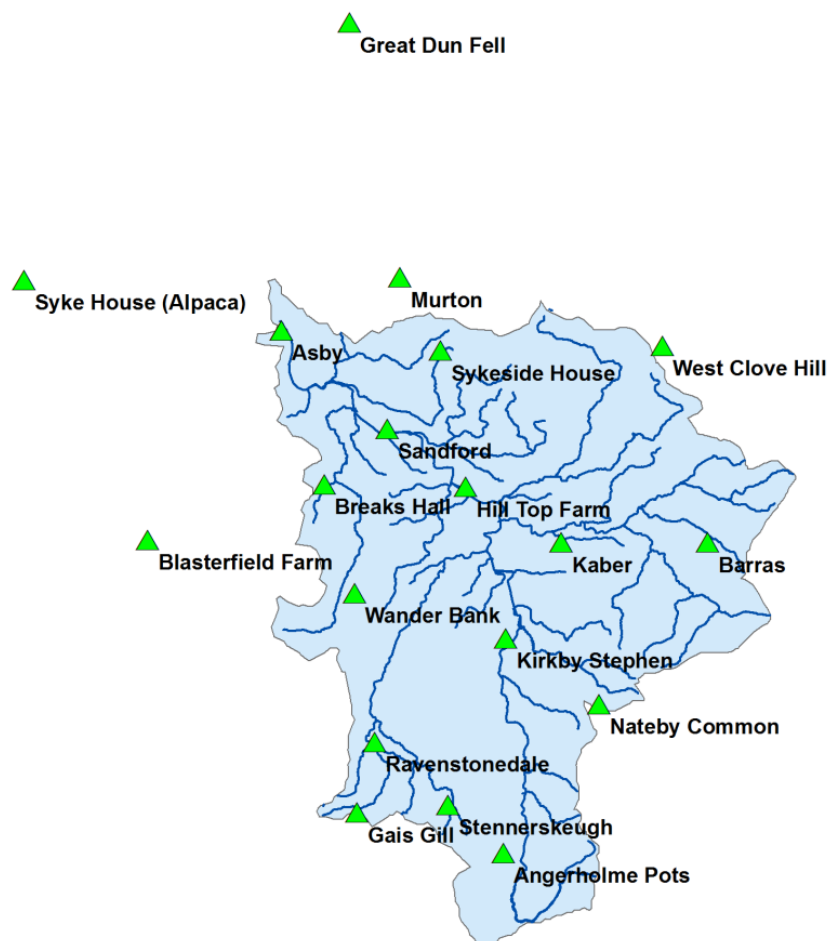 Great Dun Fell
Syke House (Alpaca)
Murton
Asby
Sykeside House
West Clove Hill
Sandford
Breaks Hall
Hill Top Farm
Blasterfield Farm
Kaber
Barras
Wander Bank
Kirkby Stephen
Nateby Common
Ravenstonedale
Stennerskeugh
Gais Gill
Angerholme Pots